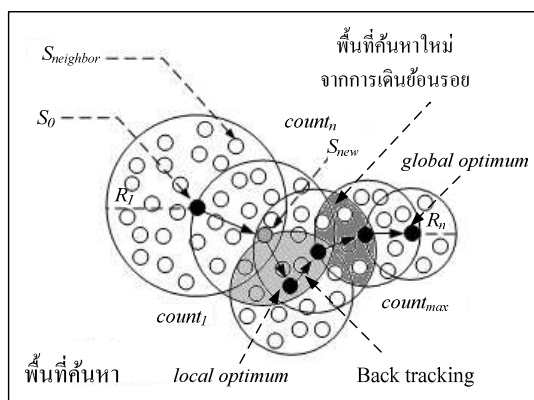 พื้นที่ค้นหาใหม่
จากการเดินย้อนรอย
S_neighbor
count_n
S_0
S_new
global optimum
R_1
R_n
count_1
count_max
พื้นที่ค้นหา
local optimum
Back tracking